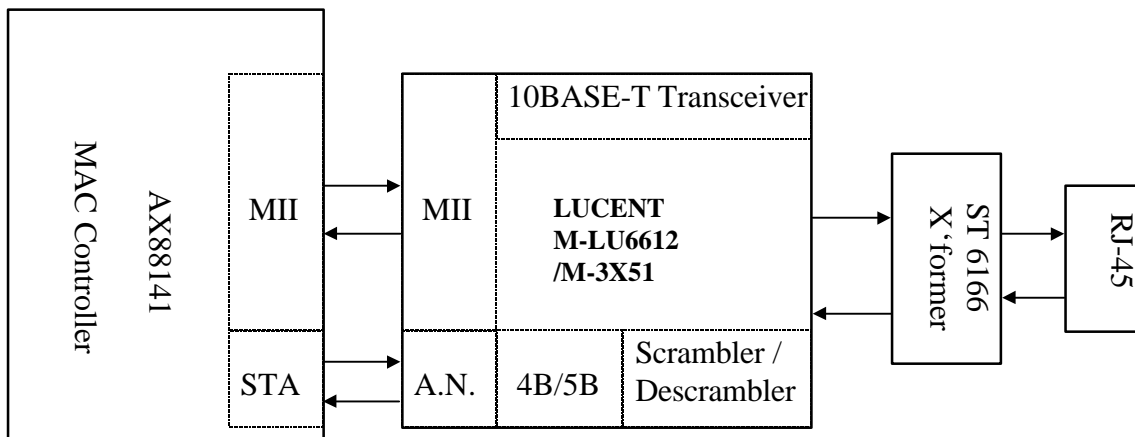 AX88141
MAC Controller
MII
STA
MII
A.N.
10BASE-T Transceiver
LUCENT
M-LU6612
/M-3X51
4B/5B
Scrambler /
Descrambler
ST 6166
X‘former
RJ-45